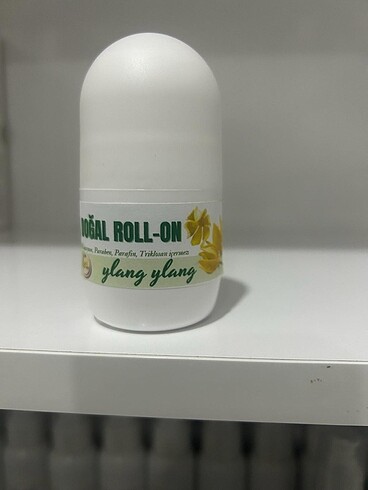 DOĞAL ROLL-ON
Paraben, Parafin, Triklosan içermez
ylang ylang